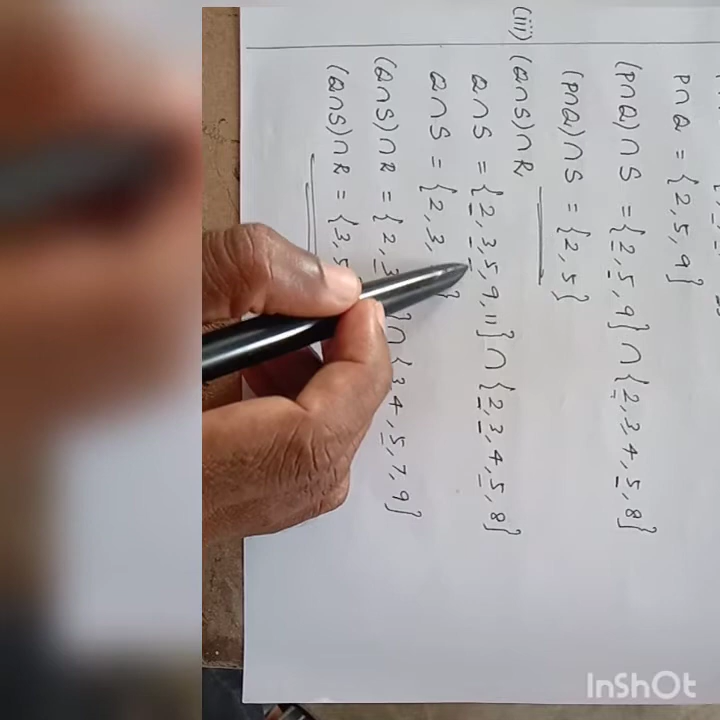 P∩Q = {2,5,9}
(P∩Q)∩S = {2,5,9}∩{2,3,4,5,8}
(P∩Q)∩S = {2,5}
(iii) (Q∩S)∩R
Q∩S = {2,3,5,9,11}∩{2,3,4,5,8}
Q∩S = {2,3, }
(Q∩S)∩R = {2,3 }∩{3,4,5,7,9}
(Q∩S)∩R = {3,5
InShOt